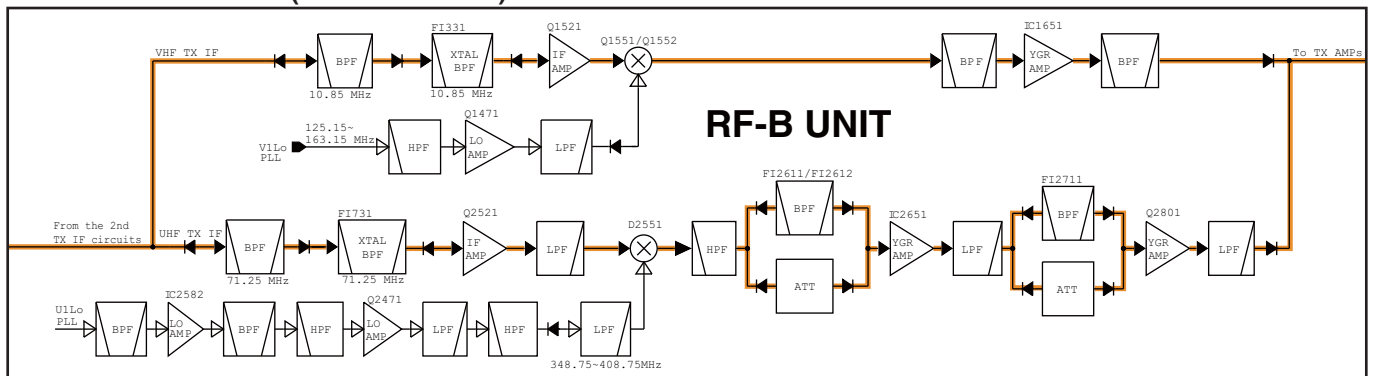 VHF TX IF
BPF
10.85 MHz
FI331
XTAL
BPF
10.85 MHz
Q1521
IF
AMP
Q1551/Q1552
BPF
IC1651
YGR
AMP
BPF
To TX AMPs
V1Lo
PLL
125.15~
163.15 MHz
HPF
Q1471
LO
AMP
LPF
RF-B UNIT
From the 2nd
TX IF circuits
UHF TX IF
BPF
71.25 MHz
FI731
XTAL
BPF
71.25 MHz
Q2521
IF
AMP
LPF
D2551
HPF
FI2611/FI2612
BPF
ATT
IC2651
YGR
AMP
LPF
FI2711
BPF
ATT
Q2801
YGR
AMP
LPF
U1Lo
PLL
BPF
IC2582
LO
AMP
BPF
HPF
Q2471
LO
AMP
LPF
HPF
LPF
348.75~408.75MHz